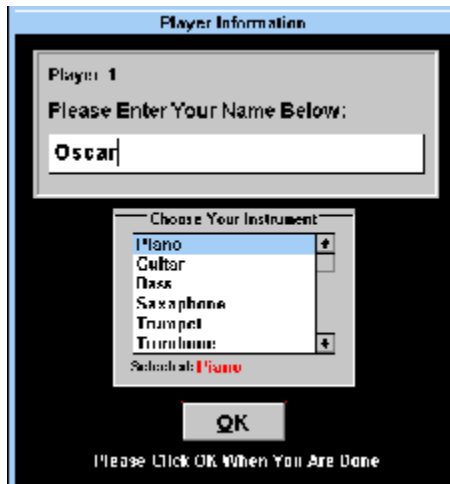 Player Information
Player 1
Please Enter Your Name Below:
Oscar
Choose Your Instrument
Piano
Guitar
Bass
Saxaphone
Trumpet
Trombone
Selected: Piano
OK
Please Click OK When You Are Done